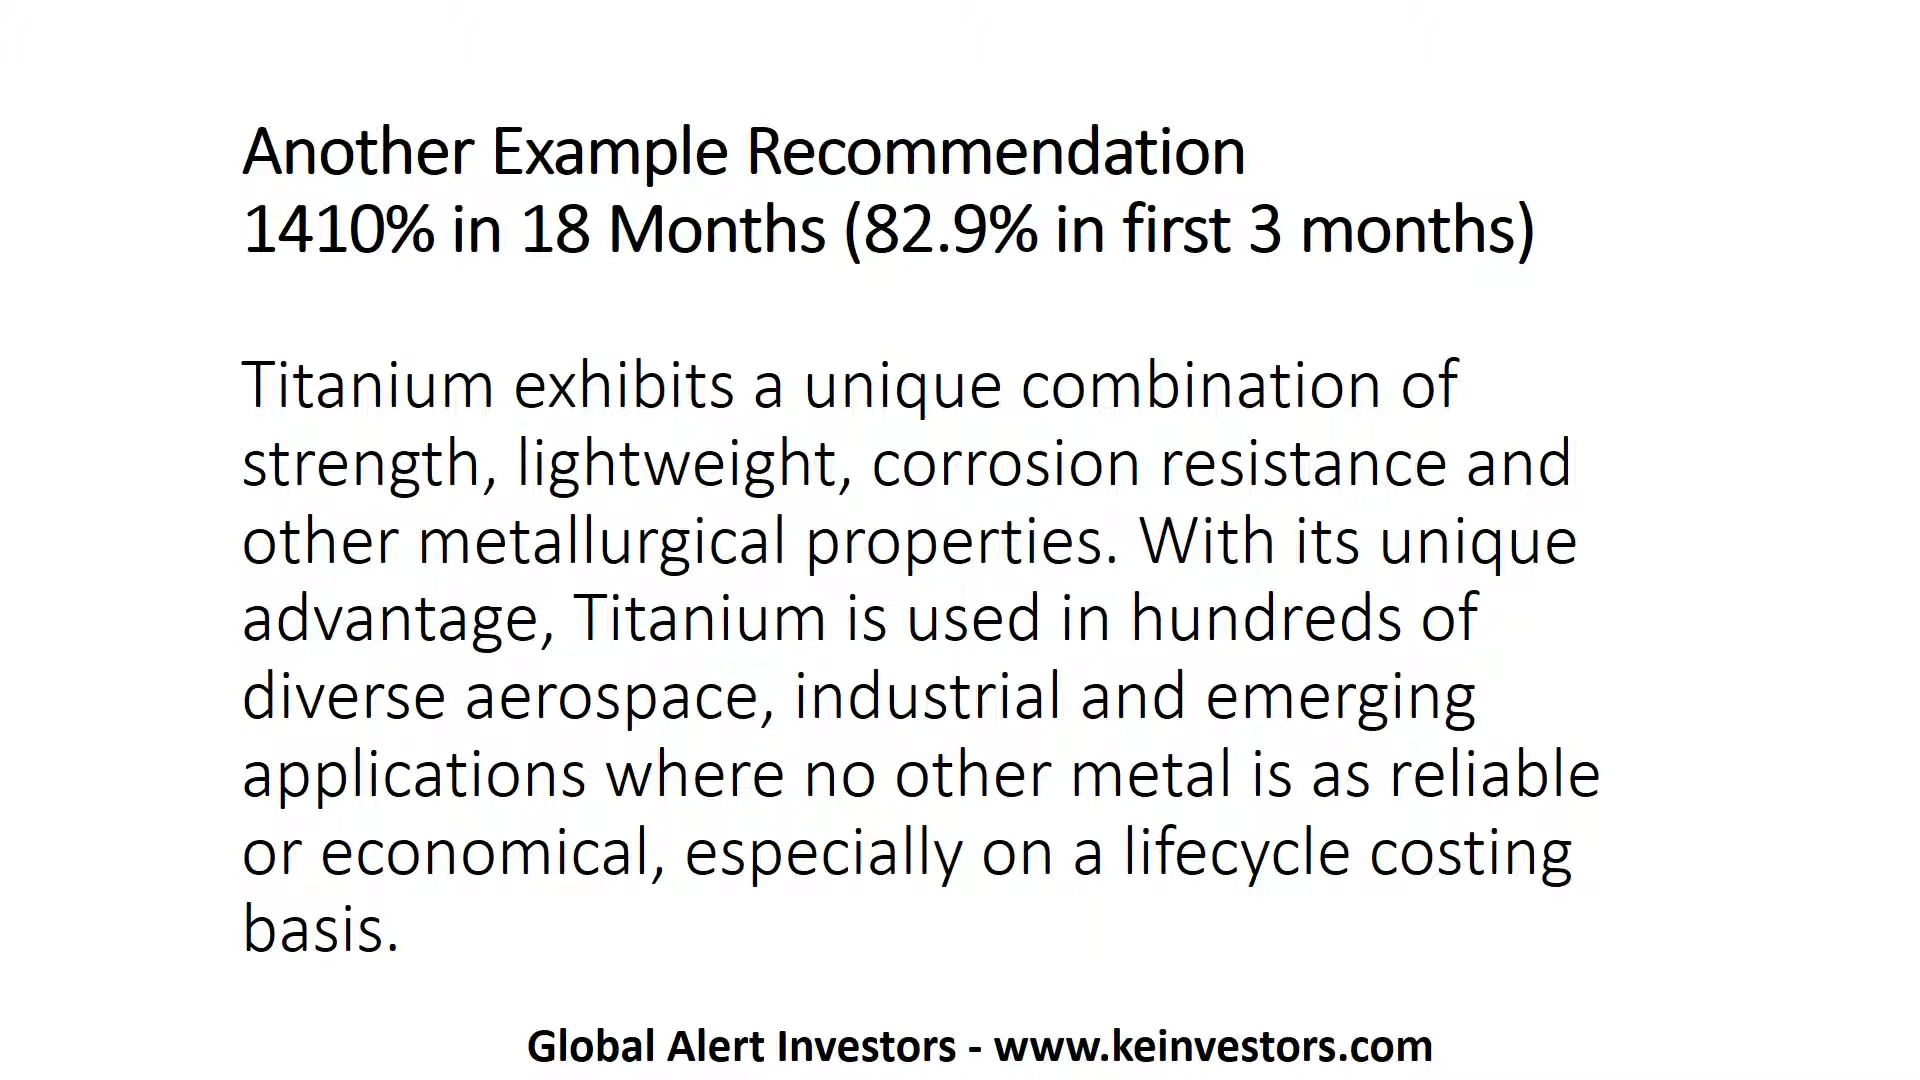 Another Example Recommendation
1410% in 18 Months (82.9% in first 3 months)
Titanium exhibits a unique combination of
strength, lightweight, corrosion resistance and
other metallurgical properties. With its unique
advantage, Titanium is used in hundreds of
diverse aerospace, industrial and emerging
applications where no other metal is as reliable
or economical, especially on a lifecycle costing
basis.
Global Alert Investors - www.keinvestors.com